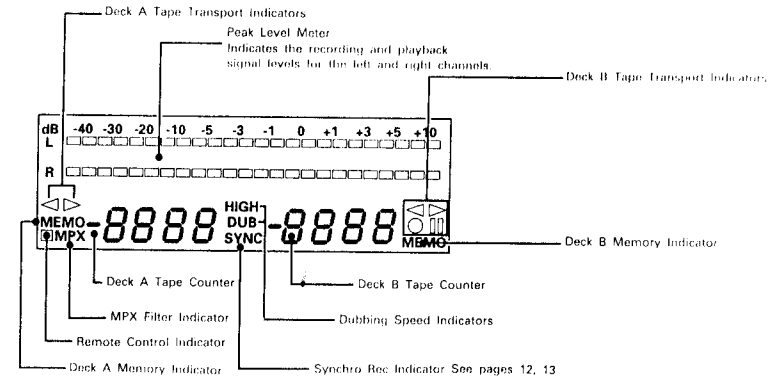 Deck A Tape Transport Indicators
Peak Level Meter
Indicates the recording and playback
signal levels for the left and right channels.
Deck B Tape Transport Indicators
dB -40 -30 -20 -10 -5 -3 -1 0 +1 +3 +5 +10
L
R
HIGH
MEMO -8888 DUB -8888
MPX SYNC MEMO
Deck B Memory Indicator
Deck A Tape Counter
Deck B Tape Counter
MPX Filter Indicator
Dubbing Speed Indicators
Remote Control Indicator
Deck A Memory Indicator
Synchro Rec Indicator See pages 12, 13